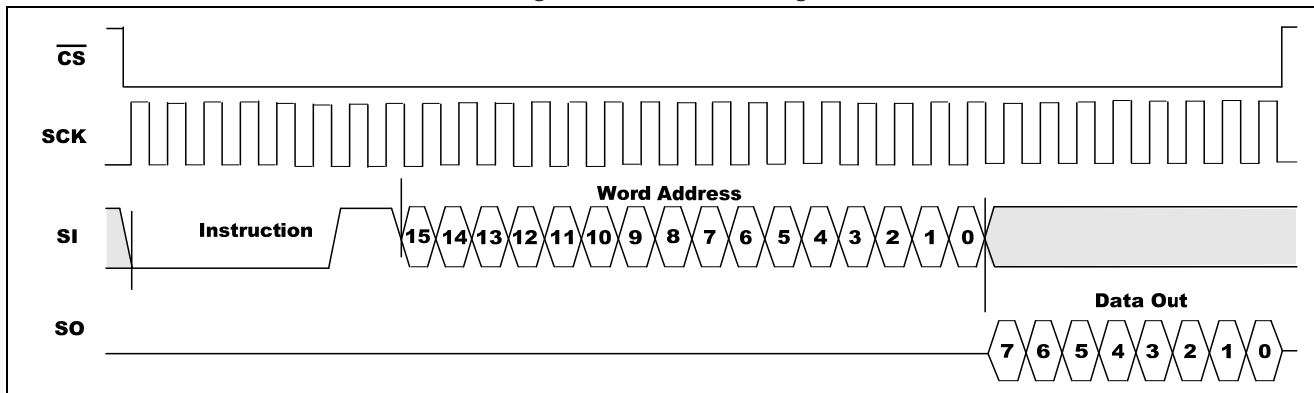 CS
SCK
Word Address
SI
Instruction
15 14 13 12 11 10 9 8 7 6 5 4 3 2 1 0
Data Out
SO
7 6 5 4 3 2 1 0